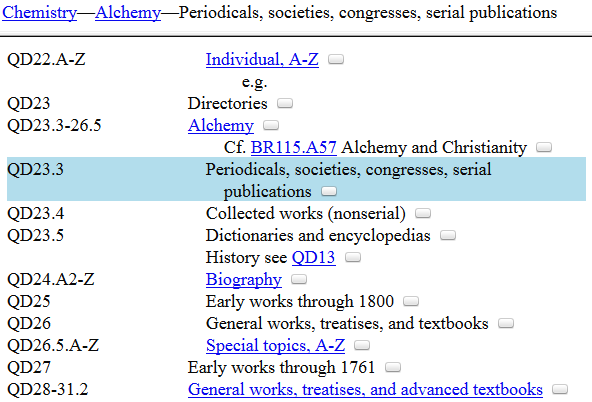 Chemistry—Alchemy—Periodicals, societies, congresses, serial publications
QD22.A-Z Individual, A-Z
e.g.
QD23 Directories
QD23.3-26.5 Alchemy
Cf. BR115.A57 Alchemy and Christianity
QD23.3 Periodicals, societies, congresses, serial
publications
QD23.4 Collected works (nonserial)
QD23.5 Dictionaries and encyclopedias
History see QD13
QD24.A2-Z Biography
QD25 Early works through 1800
QD26 General works, treatises, and textbooks
QD26.5.A-Z Special topics, A-Z
QD27 Early works through 1761
QD28-31.2 General works, treatises, and advanced textbooks